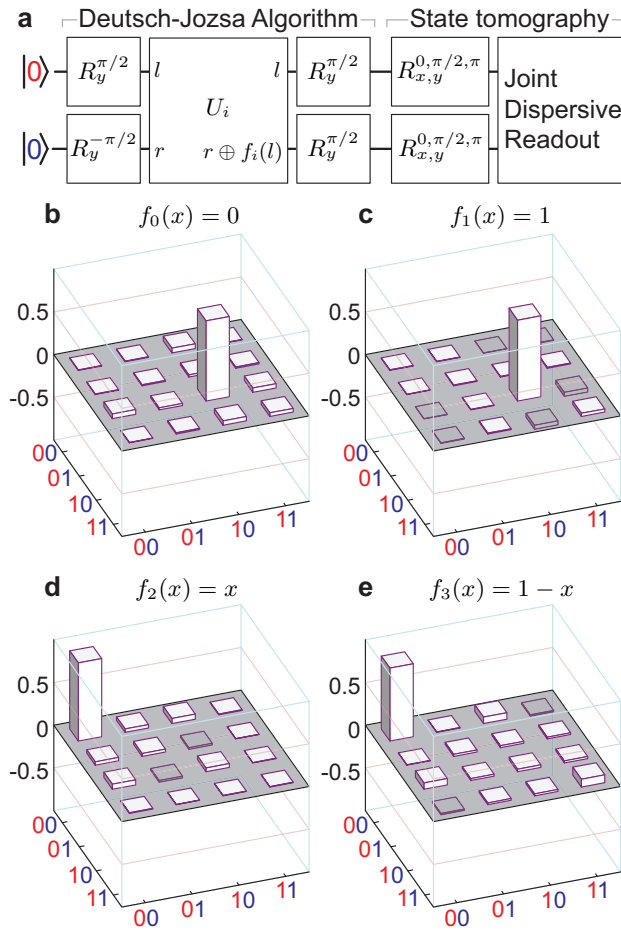 a Deutsch-Jozsa Algorithm State tomography
|0⟩ R_y^{π/2} l l R_y^{π/2} R_{x,y}^{0,π/2,π} Joint
U_i Dispersive
|0⟩ R_y^{-π/2} r r ⊕ f_i(l) R_y^{π/2} R_{x,y}^{0,π/2,π} Readout
b f_0(x) = 0 c f_1(x) = 1
0.5 0.5
0 0
-0.5 -0.5
00 00
01 01
10 10
11 11
00 01 10 11 00 01 10 11
d f_2(x) = x e f_3(x) = 1 − x
0.5 0.5
0 0
-0.5 -0.5
00 00
01 01
10 10
11 11
00 01 10 11 00 01 10 11